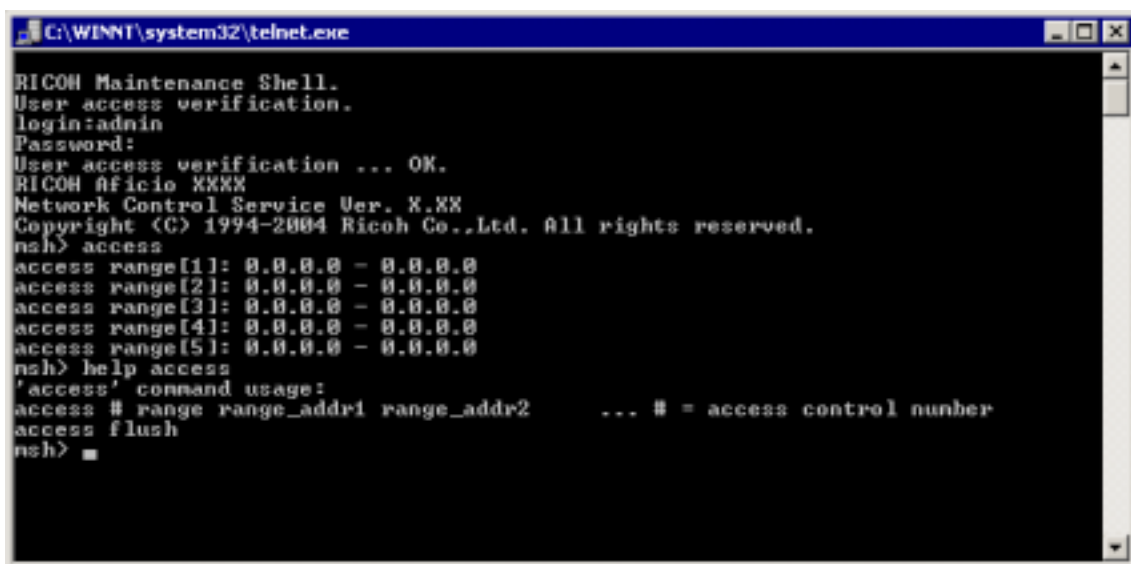 C:\WINNT\system32\telnet.exe
RICOH Maintenance Shell.
User access verification.
login:admin
Password:
User access verification ... OK.
RICOH Aficio XXXX
Network Control Service Ver. X.XX
Copyright (C) 1994-2004 Ricoh Co.,Ltd. All rights reserved.
msh> access
access range[1]: 0.0.0.0 - 0.0.0.0
access range[2]: 0.0.0.0 - 0.0.0.0
access range[3]: 0.0.0.0 - 0.0.0.0
access range[4]: 0.0.0.0 - 0.0.0.0
access range[5]: 0.0.0.0 - 0.0.0.0
msh> help access
'access' command usage:
access # range range_addr1 range_addr2 ... # = access control number
access flush
msh>